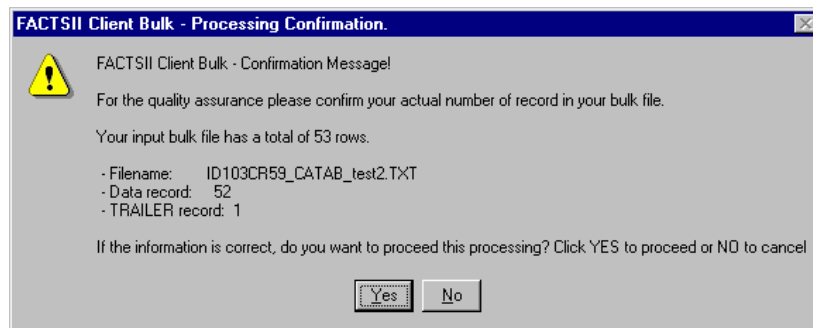 FACTSII Client Bulk - Processing Confirmation.
FACTSII Client Bulk - Confirmation Message!
For the quality assurance please confirm your actual number of record in your bulk file.
Your input bulk file has a total of 53 rows.
- Filename: ID103CR59_CATAB_test2.TXT
- Data record: 52
- TRAILER record: 1
If the information is correct, do you want to proceed this processing? Click YES to proceed or NO to cancel
Yes No